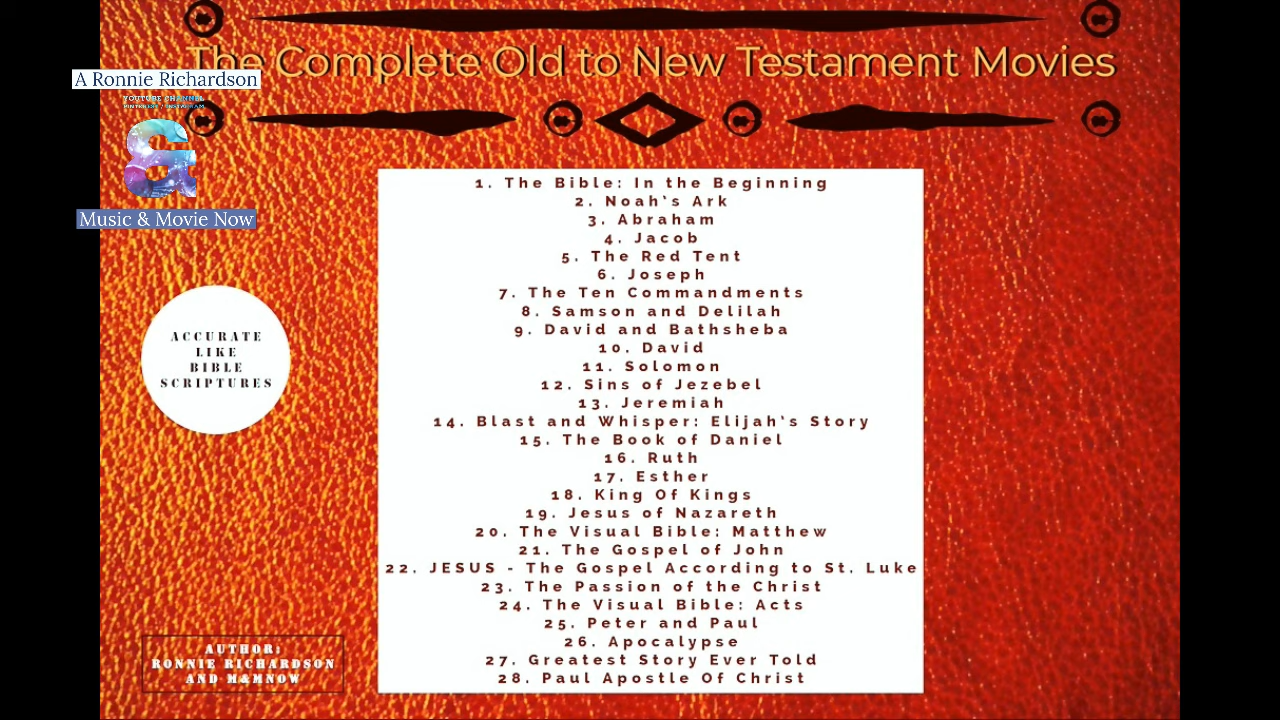 The Complete Old to New Testament Movies
A Ronnie Richardson
YOUTUBE CHANNEL
PINTEREST / INSTAGRAM
&
Music & Movie Now
ACCURATE
LIKE
BIBLE
SCRIPTURES
1. The Bible: In the Beginning
2. Noah's Ark
3. Abraham
4. Jacob
5. The Red Tent
6. Joseph
7. The Ten Commandments
8. Samson and Delilah
9. David and Bathsheba
10. David
11. Solomon
12. Sins of Jezebel
13. Jeremiah
14. Blast and Whisper: Elijah's Story
15. The Book of Daniel
16. Ruth
17. Esther
18. King Of Kings
19. Jesus of Nazareth
20. The Visual Bible: Matthew
21. The Gospel of John
22. JESUS - The Gospel According to St. Luke
23. The Passion of the Christ
24. The Visual Bible: Acts
25. Peter and Paul
26. Apocalypse
27. Greatest Story Ever Told
28. Paul Apostle Of Christ
AUTHOR:
RONNIE RICHARDSON
AND M&MNOW